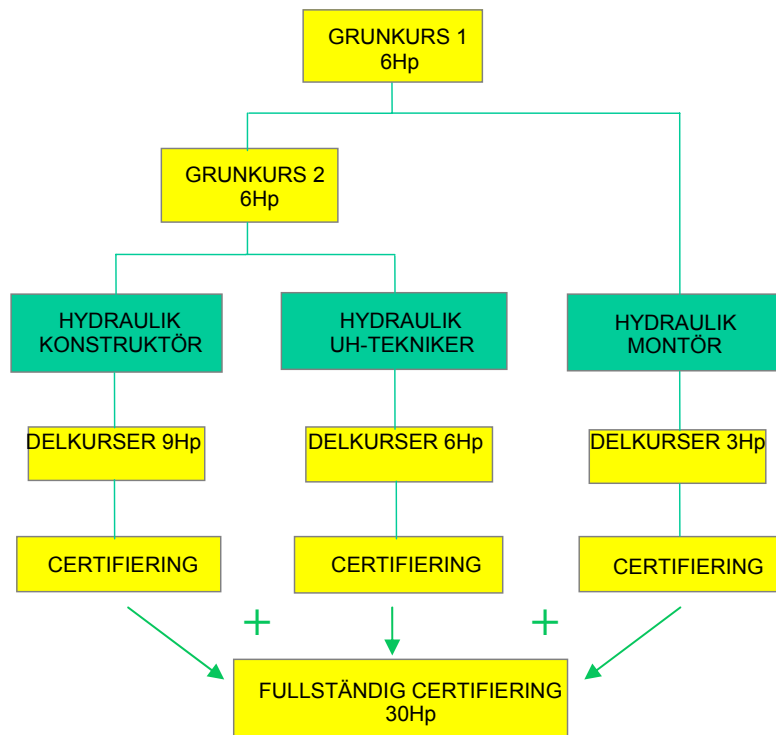 GRUNKURS 1
6Hp
GRUNKURS 2
6Hp
HYDRAULIK
KONSTRUKTÖR
HYDRAULIK
UH-TEKNIKER
HYDRAULIK
MONTÖR
DELKURSER 9Hp
DELKURSER 6Hp
DELKURSER 3Hp
CERTIFIERING
CERTIFIERING
CERTIFIERING
+
+
FULLSTÄNDIG CERTIFIERING
30Hp